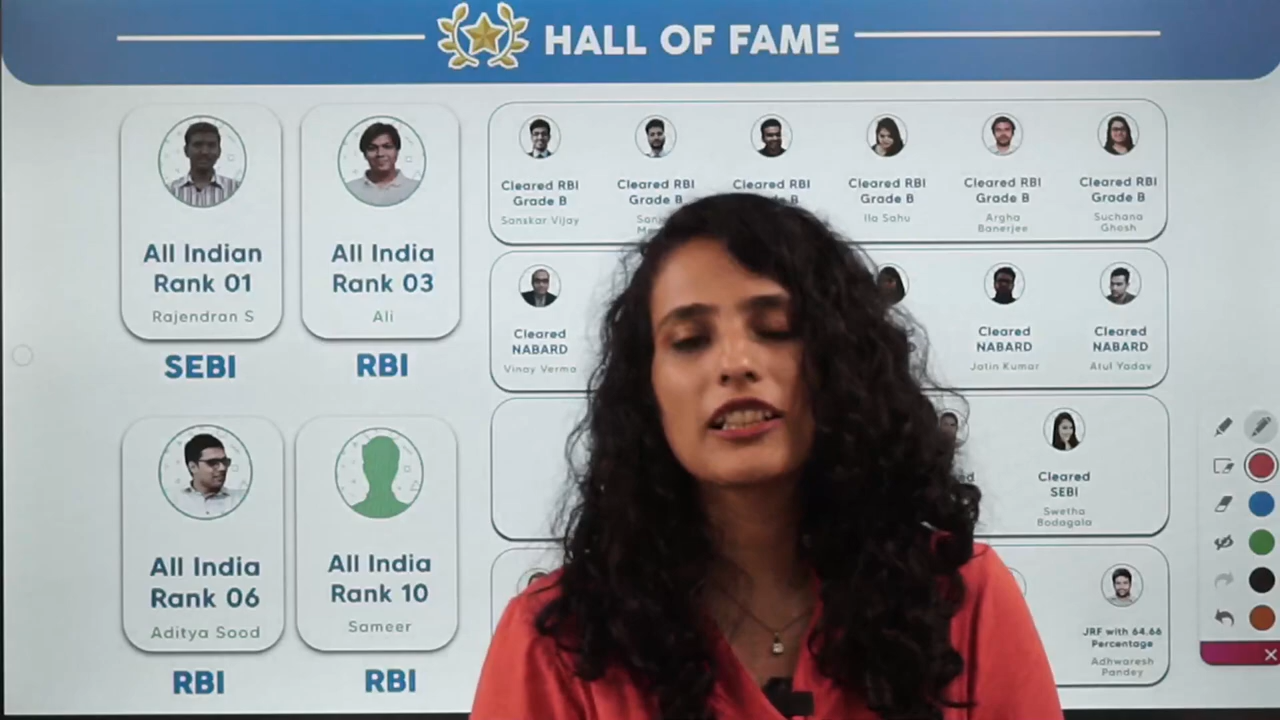 HALL OF FAME
All Indian
Rank 01
Rajendran S
SEBI
All India
Rank 03
Ali
RBI
All India
Rank 06
Aditya Sood
RBI
All India
Rank 10
Sameer
RBI
Cleared RBI
Grade B
Sanskar Vijay
Cleared RBI
Grade B
Cleared RBI
B
Cleared RBI
Grade B
Ila Sahu
Cleared RBI
Grade B
Argha
Banerjee
Cleared RBI
Grade B
Suchana
Ghosh
Cleared
NABARD
Vinay Verma
Cleared
NABARD
Jatin Kumar
Cleared
NABARD
Atul Yadav
Cleared
SEBI
Swetha
Bodagala
JRF with 64.66
Percentage
Adhwaresh
Pandey